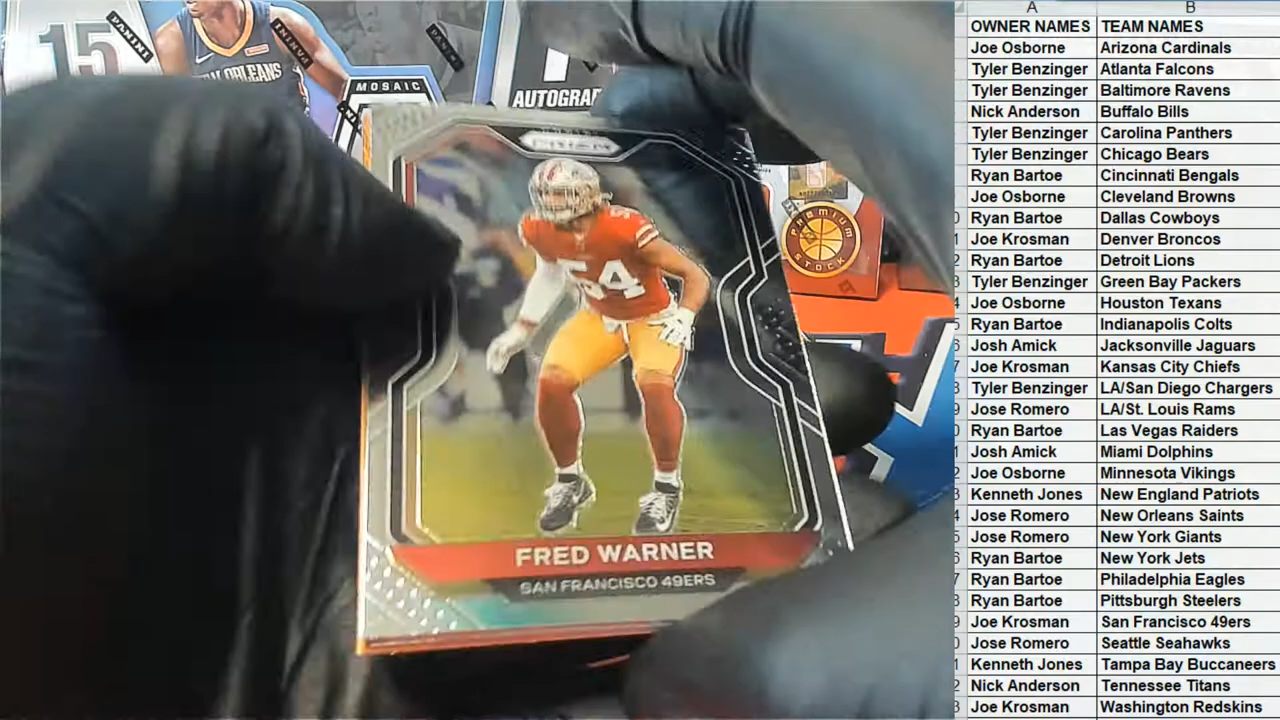 15
PANINI
PANINI
NEW ORLEANS
MOSAIC
1
AUTOGRA
PRIZM
54
PREMIUM
STOCK
FRED WARNER
SAN FRANCISCO 49ERS
A B
OWNER NAMES TEAM NAMES
Joe Osborne Arizona Cardinals
Tyler Benzinger Atlanta Falcons
Tyler Benzinger Baltimore Ravens
Nick Anderson Buffalo Bills
Tyler Benzinger Carolina Panthers
Tyler Benzinger Chicago Bears
Ryan Bartoe Cincinnati Bengals
Joe Osborne Cleveland Browns
Ryan Bartoe Dallas Cowboys
Joe Krosman Denver Broncos
Ryan Bartoe Detroit Lions
Tyler Benzinger Green Bay Packers
Joe Osborne Houston Texans
Ryan Bartoe Indianapolis Colts
Josh Amick Jacksonville Jaguars
Joe Krosman Kansas City Chiefs
Tyler Benzinger LA/San Diego Chargers
Jose Romero LA/St. Louis Rams
Ryan Bartoe Las Vegas Raiders
Josh Amick Miami Dolphins
Joe Osborne Minnesota Vikings
Kenneth Jones New England Patriots
Jose Romero New Orleans Saints
Jose Romero New York Giants
Ryan Bartoe New York Jets
Ryan Bartoe Philadelphia Eagles
Ryan Bartoe Pittsburgh Steelers
Joe Krosman San Francisco 49ers
Jose Romero Seattle Seahawks
Kenneth Jones Tampa Bay Buccaneers
Nick Anderson Tennessee Titans
Joe Krosman Washington Redskins